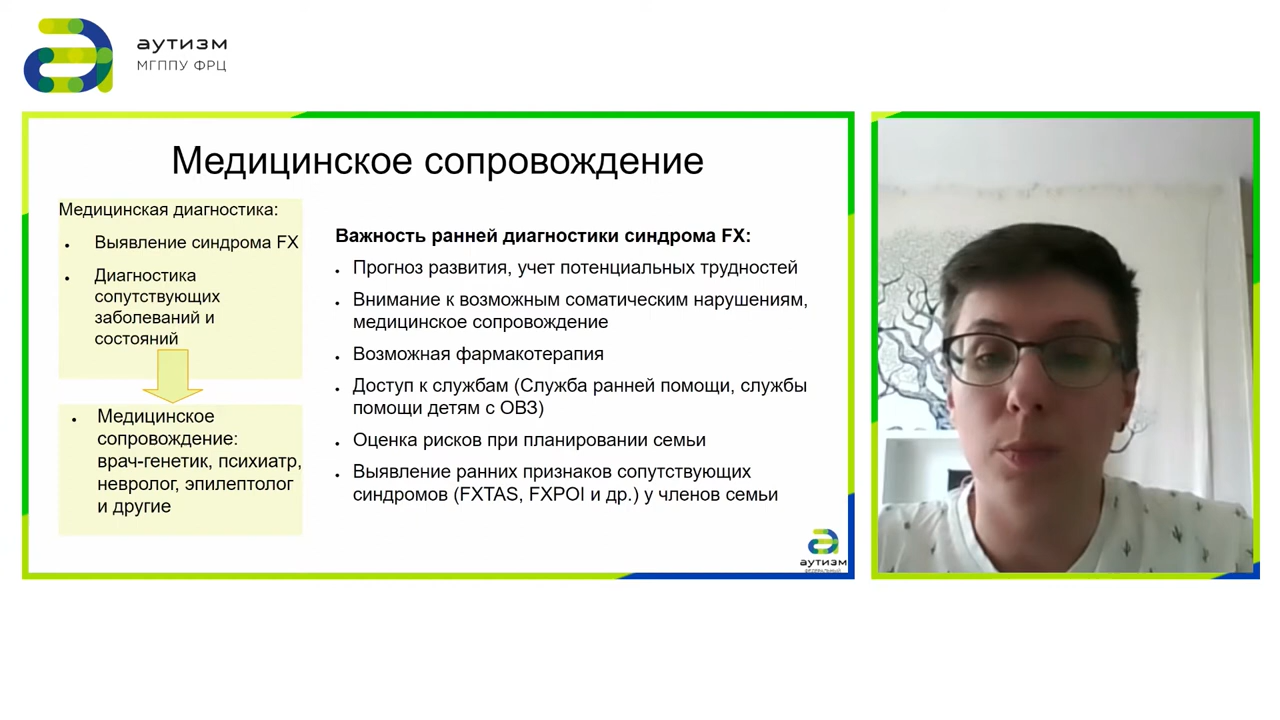 аутизм
МГППУ ФРЦ
Медицинское сопровождение
Медицинская диагностика:
• Выявление синдрома FX
• Диагностика
сопутствующих
заболеваний и
состояний
• Медицинское
сопровождение:
врач-генетик, психиатр,
невролог, эпилептолог
и другие
Важность ранней диагностики синдрома FX:
• Прогноз развития, учет потенциальных трудностей
• Внимание к возможным соматическим нарушениям,
медицинское сопровождение
• Возможная фармакотерапия
• Доступ к службам (Служба ранней помощи, службы
помощи детям с ОВЗ)
• Оценка рисков при планировании семьи
• Выявление ранних признаков сопутствующих
синдромов (FXTAS, FXPOI и др.) у членов семьи
аутизм